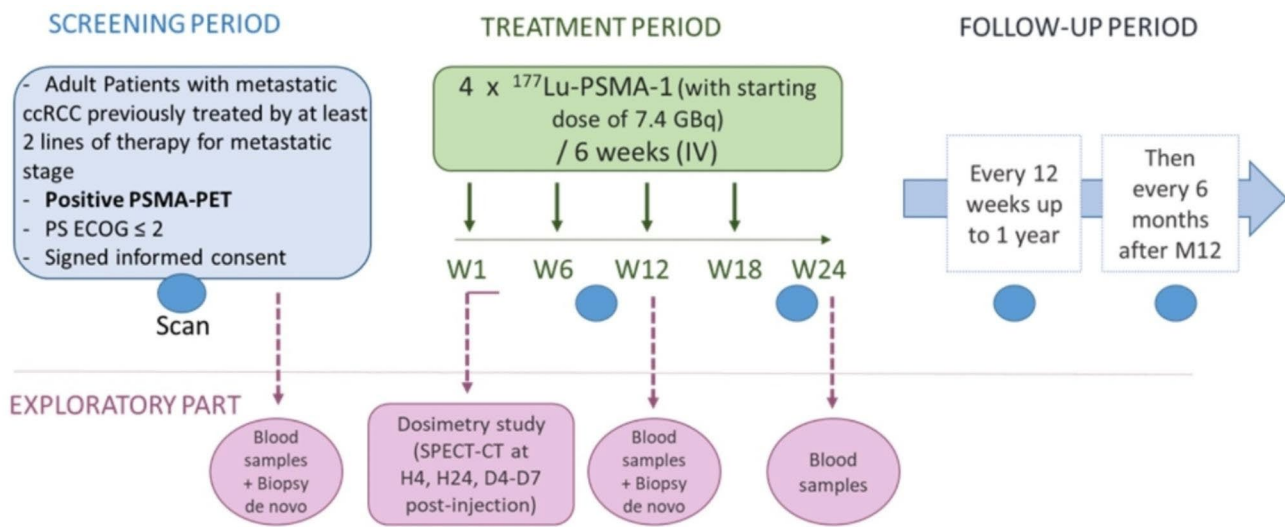 SCREENING PERIOD
- Adult Patients with metastatic
ccRCC previously treated by at least
2 lines of therapy for metastatic
stage
- Positive PSMA-PET
- PS ECOG ≤ 2
- Signed informed consent
Scan
TREATMENT PERIOD
4 x ¹⁷⁷Lu-PSMA-1 (with starting
dose of 7.4 GBq)
/ 6 weeks (IV)
W1 W6 W12 W18 W24
FOLLOW-UP PERIOD
Every 12
weeks up
to 1 year
Then
every 6
months
after M12
EXPLORATORY PART
Blood
samples
+ Biopsy
de novo
Dosimetry study
(SPECT-CT at
H4, H24, D4-D7
post-injection)
Blood
samples
+ Biopsy
de novo
Blood
samples